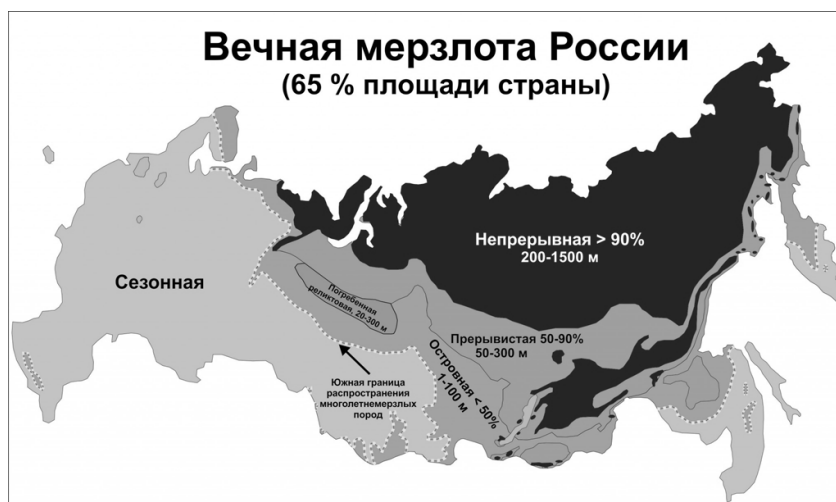 Вечная мерзлота России
(65 % площади страны)
Непрерывная > 90%
200-1500 м
Сезонная
Погребенная
реликтовая, 20-300 м
Прерывистая 50-90%
50-300 м
Островная < 50%
1-100 м
Южная граница
распространения
многолетнемерзлых
пород